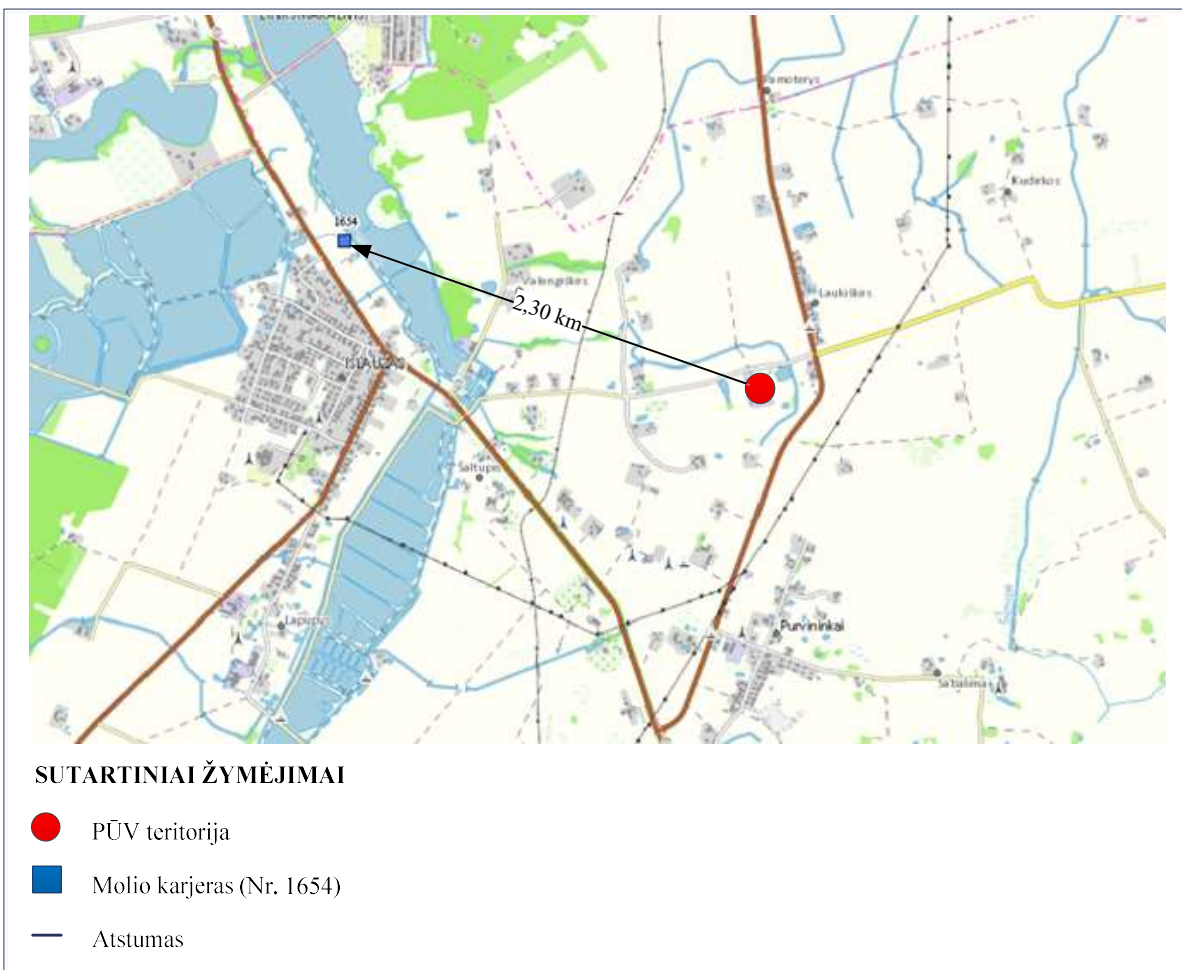 Pamoterys
Kudirkos
1654
Valengiškės
Laukiškės
2,30 km
IŠLAUŽAS
Šaltupis
Lapupys
Purvininkai
SUTARTINIAI ŽYMĖJIMAI
PŪV teritorija
Molio karjeras (Nr. 1654)
Atstumas